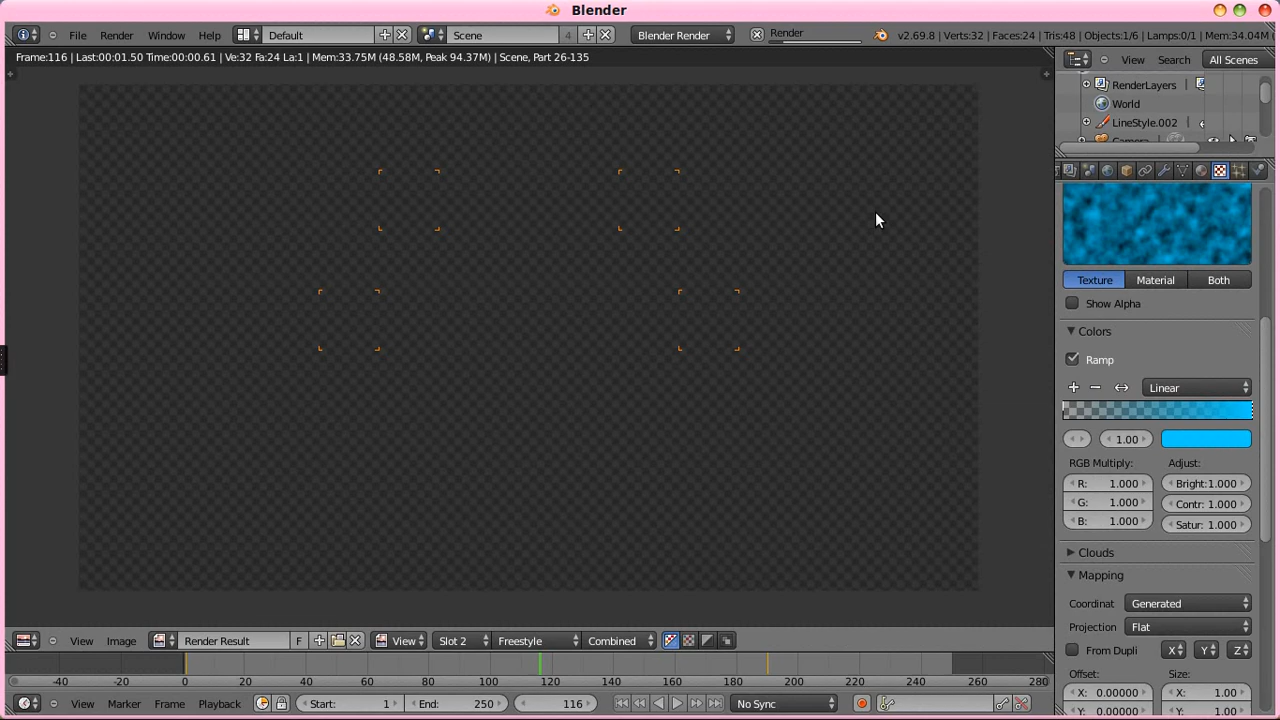 Blender
File Render Window Help Default Scene 4 Blender Render Render v2.69.8 | Verts:32 | Faces:24 | Tris:48 | Objects:1/6 | Lamps:0/1 | Mem:34.04M
Frame:116 | Last:00:01.50 Time:00:00.61 | Ve:32 Fa:24 La:1 | Mem:33.75M (48.58M, Peak 94.37M) | Scene, Part 26-135
View Search All Scenes
RenderLayers
World
LineStyle.002
Camera
Texture Material Both
Show Alpha
Colors
Ramp
Linear
1.00
RGB Multiply: Adjust:
R: 1.000 Bright:1.000
G: 1.000 Contr: 1.000
B: 1.000 Satur: 1.000
Clouds
Mapping
Coordinat Generated
Projection Flat
From Dupli X Y Z
Offset: Size:
X: 0.00000 X: 1.00
Y: 0.00000 Y: 1.00
View Image Render Result F View Slot 2 Freestyle Combined
-40 -20 0 20 40 60 80 100 120 140 160 180 200 220 240 260 280
View Marker Frame Playback Start: 1 End: 250 116 No Sync